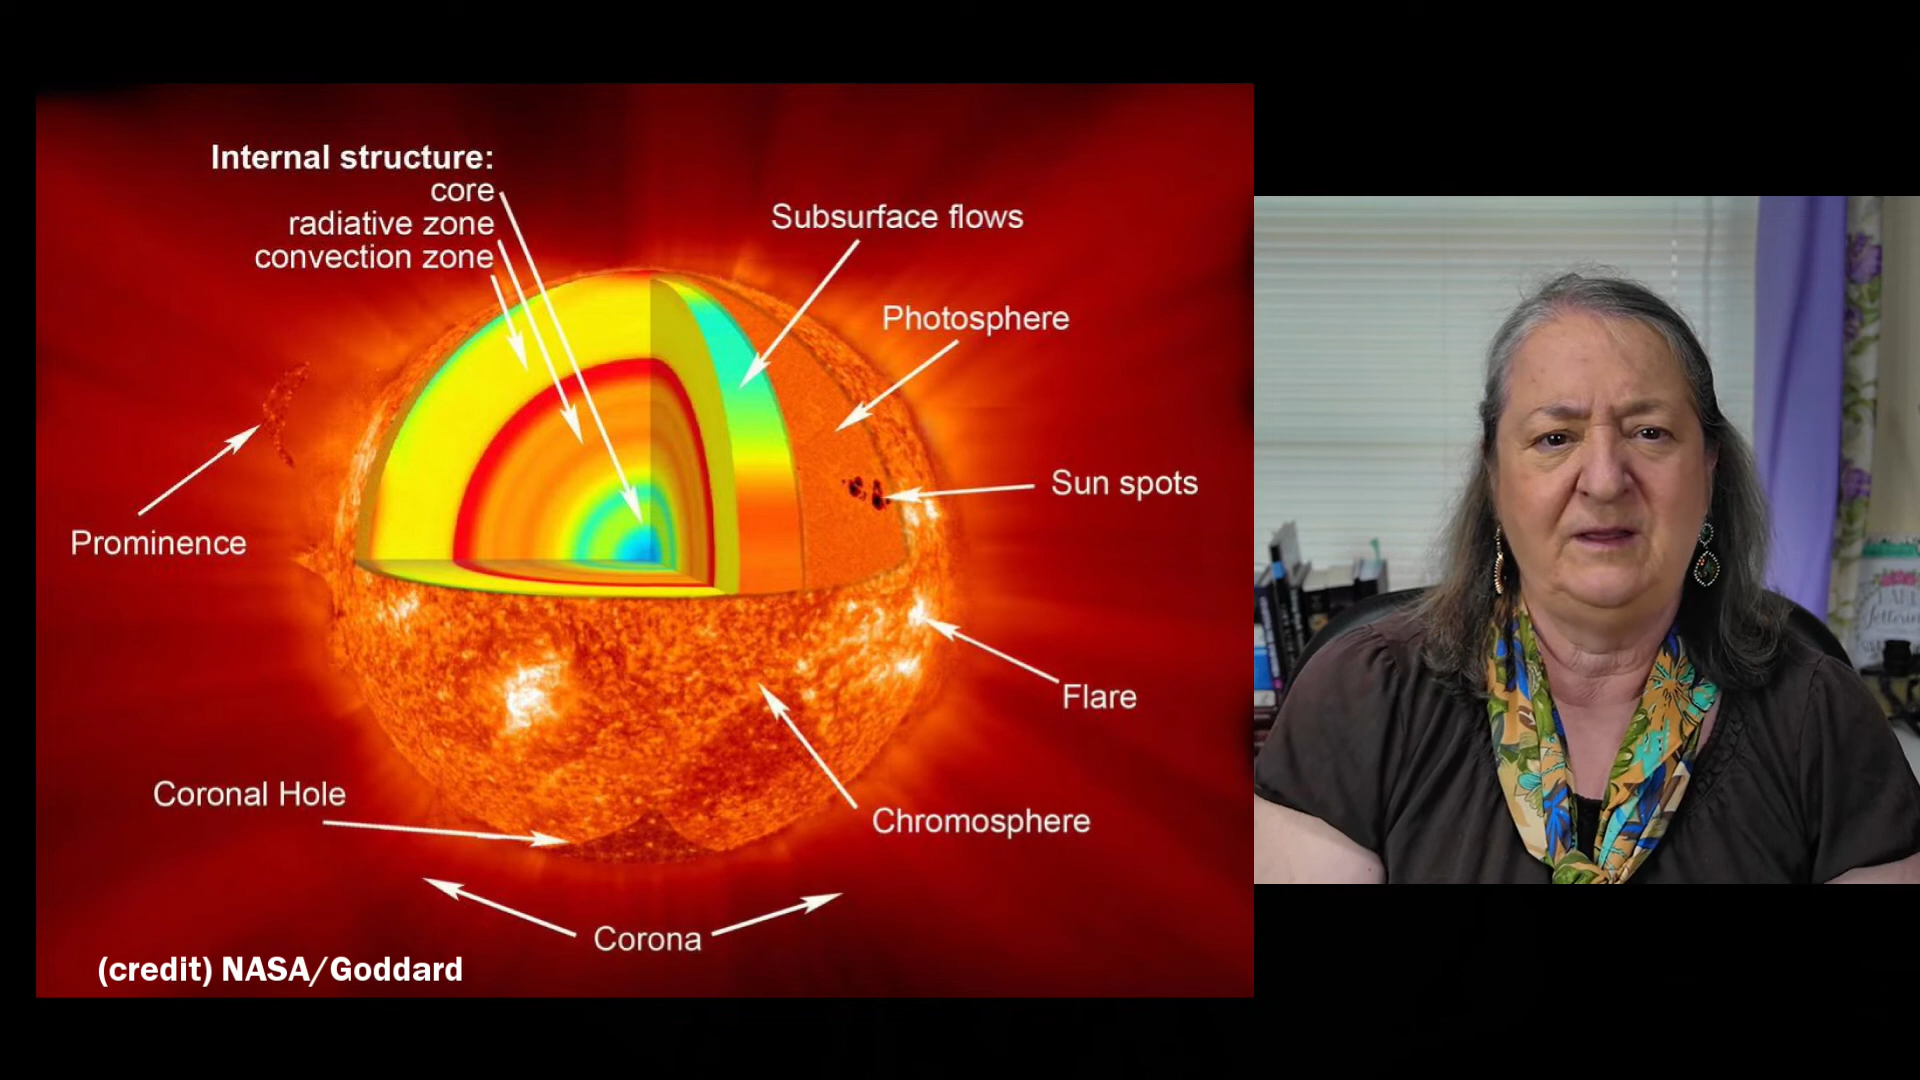 Internal structure:
core
radiative zone
convection zone
Subsurface flows
Photosphere
Sun spots
Prominence
Flare
Coronal Hole
Chromosphere
Corona
(credit) NASA/Goddard